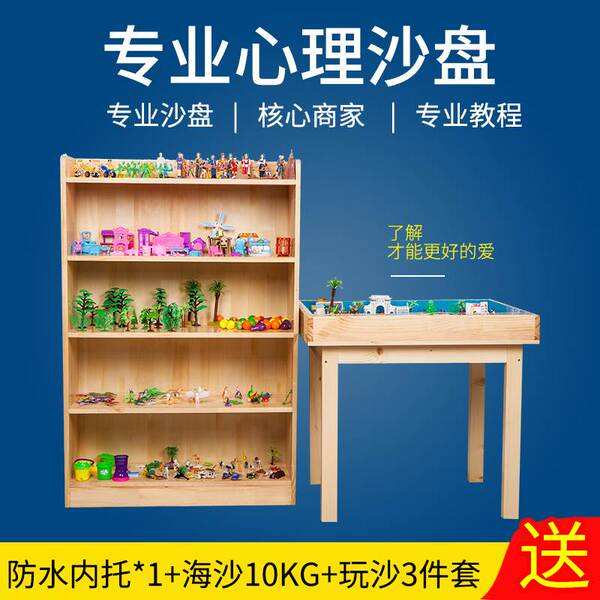 专业心理沙盘
专业沙盘 | 核心商家 | 专业教程
了解
才能更好的爱
防水内托*1+海沙10KG+玩沙3件套
送